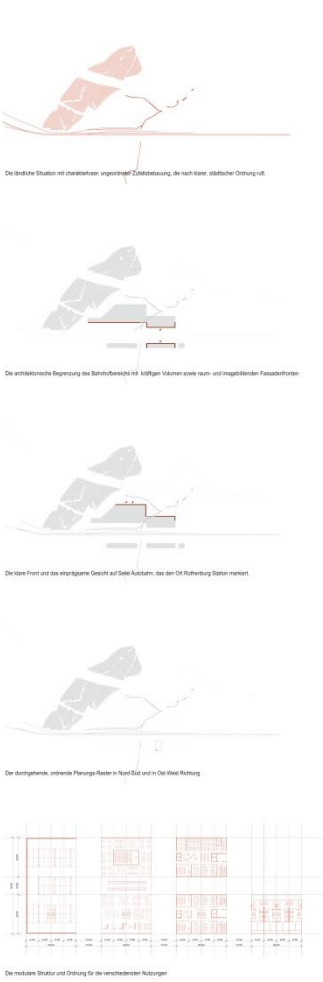 Die ländliche Situation mit charakterloser, ungeordneter Zufallsbebauung, die nach klarer, städtischer Ordnung ruft.
Die architektonische Begrenzung des Bahnhofbereichs mit kräftigen Volumen sowie raum- und imagebildenden Fassadenfronten
Die klare Front und das einprägsame Gesicht auf Seite Autobahn, das den Ort Rothenburg Station markiert.
Der durchgehende, ordnende Planungs-Raster in Nord-Süd und in Ost-West Richtung
Die modulare Struktur und Ordnung für die verschiedensten Nutzungen